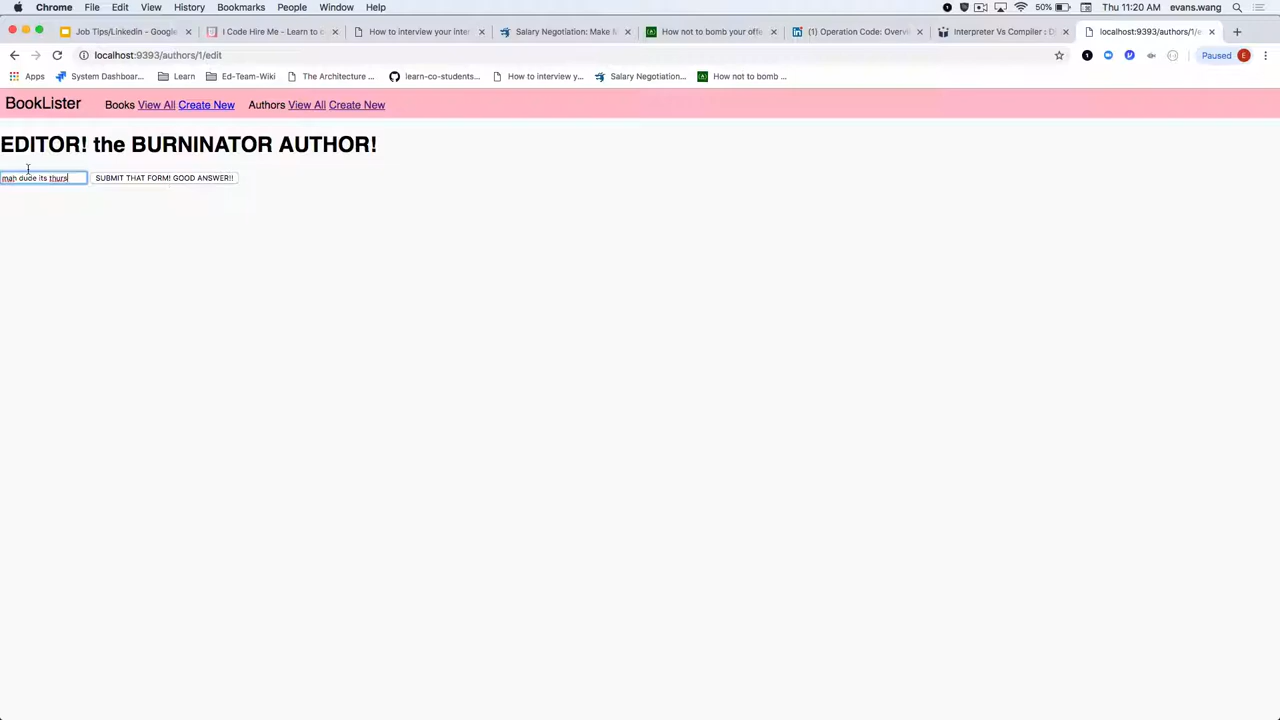 Chrome File Edit View History Bookmarks People Window Help 50% Thu 11:20 AM evans.wang
Job Tips/Linkedin - Google I Code Hire Me - Learn to c How to interview your inter Salary Negotiation: Make M How not to bomb your offe (1) Operation Code: Overvi Interpreter Vs Compiler : Di localhost:9393/authors/1/e
localhost:9393/authors/1/edit Paused E
Apps System Dashboar... Learn Ed-Team-Wiki The Architecture ... learn-co-students... How to interview y... Salary Negotiation... How not to bomb ...
BookLister Books View All Create New Authors View All Create New
EDITOR! the BURNINATOR AUTHOR!
mah dude its thurs SUBMIT THAT FORM! GOOD ANSWER!!